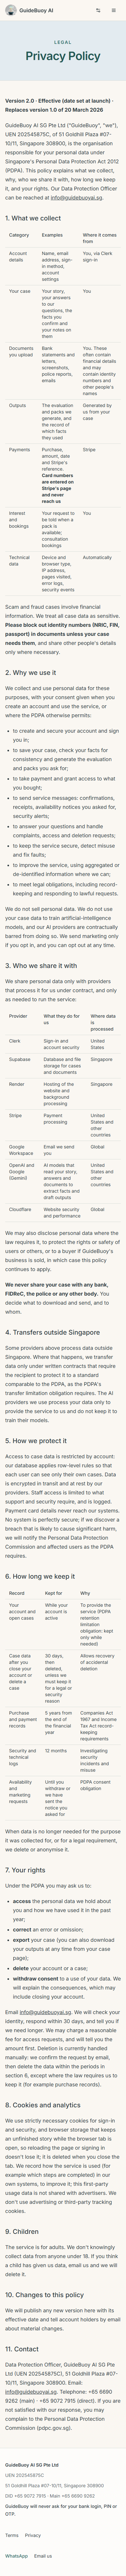 GuideBuoy AI
LEGAL
Privacy Policy
Version 2.0 · Effective (date set at launch) ·
Replaces version 1.0 of 20 March 2026
GuideBuoy AI SG Pte Ltd (“GuideBuoy”, “we”),
UEN 202545875C, of 51 Goldhill Plaza #07-
10/11, Singapore 308900, is the organisation
responsible for your personal data under
Singapore's Personal Data Protection Act 2012
(PDPA). This policy explains what we collect,
why, who we share it with, how long we keep it,
and your rights. Our Data Protection Officer
can be reached at info@guidebuoyai.sg.
1. What we collect
Category Examples Where it comes
from
Account Name, email You, via Clerk
details address, sign- sign-in
in method,
account
settings
Your case Your story, You
your answers
to our
questions, the
facts you
confirm and
your notes on
them
Documents Bank You. These
you upload statements and often contain
letters, financial details
screenshots, and may
police reports, contain identity
emails numbers and
other people's
names
Outputs The evaluation Generated by
and packs we us from your
generate, and case
the record of
which facts
they used
Payments Purchase, Stripe
amount, date
and Stripe's
reference.
Card numbers
are entered on
Stripe's page
and never
reach us
Interest Your request to You
and be told when a
bookings pack is
available;
consultation
bookings
Technical Device and Automatically
data browser type,
IP address,
pages visited,
error logs,
security events
Scam and fraud cases involve financial
information. We treat all case data as sensitive.
Please block out identity numbers (NRIC, FIN,
passport) in documents unless your case
needs them, and share other people's details
only where necessary.
2. Why we use it
We collect and use personal data for these
purposes, with your consent given when you
create an account and use the service, or
where the PDPA otherwise permits:
• to create and secure your account and sign
you in;
• to save your case, check your facts for
consistency and generate the evaluation
and packs you ask for;
• to take payment and grant access to what
you bought;
• to send service messages: confirmations,
receipts, availability notices you asked for,
security alerts;
• to answer your questions and handle
complaints, access and deletion requests;
• to keep the service secure, detect misuse
and fix faults;
• to improve the service, using aggregated or
de-identified information where we can;
• to meet legal obligations, including record-
keeping and responding to lawful requests.
We do not sell personal data. We do not use
your case data to train artificial-intelligence
models, and our AI providers are contractually
barred from doing so. We send marketing only
if you opt in, and you can opt out at any time.
3. Who we share it with
We share personal data only with providers
that process it for us under contract, and only
as needed to run the service:
Provider What they do for Where data
us is
processed
Clerk Sign-in and United
account security States
Supabase Database and file Singapore
storage for cases
and documents
Render Hosting of the Singapore
website and
background
processing
Stripe Payment Singapore,
processing United
States and
other
countries
Google Email we send Global
Workspace you
OpenAI and AI models that United
Google read your story, States and
(Gemini) answers and other
documents to countries
extract facts and
draft outputs
Cloudflare Website security Global
and performance
We may also disclose personal data where the
law requires it, to protect the rights or safety of
users or others, or to a buyer if GuideBuoy's
business is sold, in which case this policy
continues to apply.
We never share your case with any bank,
FIDReC, the police or any other body. You
decide what to download and send, and to
whom.
4. Transfers outside Singapore
Some providers above process data outside
Singapore. Where that happens, we transfer
data only under written contracts that require
the recipient to protect it to a standard
comparable to the PDPA, as the PDPA's
transfer limitation obligation requires. The AI
providers we use process your data only to
provide the service to us and do not keep it to
train their models.
5. How we protect it
Access to case data is restricted by account:
our database applies row-level rules so that
each user can see only their own cases. Data
is encrypted in transit and at rest by our
providers. Staff access is limited to what
support and security require, and is logged.
Payment card details never reach our systems.
No system is perfectly secure; if we discover a
breach that is likely to cause significant harm,
we will notify the Personal Data Protection
Commission and affected users as the PDPA
requires.
6. How long we keep it
Record Kept for Why
Your While your To provide the
account and account is service (PDPA
open cases active retention
limitation
obligation: kept
only while
needed)
Case data 30 days, Allows recovery
after you then of accidental
close your deleted, deletion
account or unless we
delete a must keep it
case for a legal or
security
reason
Purchase 5 years from Companies Act
and payment the end of 1967 and Income
records the financial Tax Act record-
year keeping
requirements
Security and 12 months Investigating
technical security
logs incidents and
misuse
Availability Until you PDPA consent
and withdraw or obligation
marketing we have
requests sent the
notice you
asked for
When data is no longer needed for the purpose
it was collected for, or for a legal requirement,
we delete or anonymise it.
7. Your rights
Under the PDPA you may ask us to:
• access the personal data we hold about
you and how we have used it in the past
year;
• correct an error or omission;
• export your case (you can also download
your outputs at any time from your case
page);
• delete your account or a case;
• withdraw consent to a use of your data. We
will explain the consequences, which may
include closing your account.
Email info@guidebuoyai.sg. We will check your
identity, respond within 30 days, and tell you if
we need longer. We may charge a reasonable
fee for access requests, and will tell you the
amount first. Deletion is currently handled
manually: we confirm the request by email,
then delete the data within the periods in
section 6, except where the law requires us to
keep it (for example purchase records).
8. Cookies and analytics
We use strictly necessary cookies for sign-in
and security, and your browser's session
storage to hold your place in the page or step,
so reloading or signing in does not lose your
work; it is deleted when you close the tab. We
record how the service is used (for example
which steps are completed) in our own
systems, to improve it; this first-party usage
data is not shared with advertisers. We don't
use advertising or third-party tracking cookies.
9. Children
The service is for adults. We don't knowingly
collect data from anyone under 18. If you think
a child has given us data, email us and we will
delete it.
10. Changes to this policy
We will publish any new version here with its
effective date and tell account holders by email
about material changes.
11. Contact
Data Protection Officer, GuideBuoy AI SG Pte
Ltd (UEN 202545875C), 51 Goldhill Plaza #07-
10/11, Singapore 308900. Email:
info@guidebuoyai.sg. Telephone: +65 6690
9262 (main) · +65 9072 7915 (direct). If you
are not satisfied with our response, you may
complain to the Personal Data Protection
Commission (pdpc.gov.sg).
GuideBuoy AI SG Pte Ltd
UEN 202545875C
51 Goldhill Plaza #07-10/11, Singapore 308900
DID +65 9072 7915 · Main +65 6690 9262
GuideBuoy will never ask for your bank login, PIN or
OTP.
Terms Privacy
WhatsApp Email us